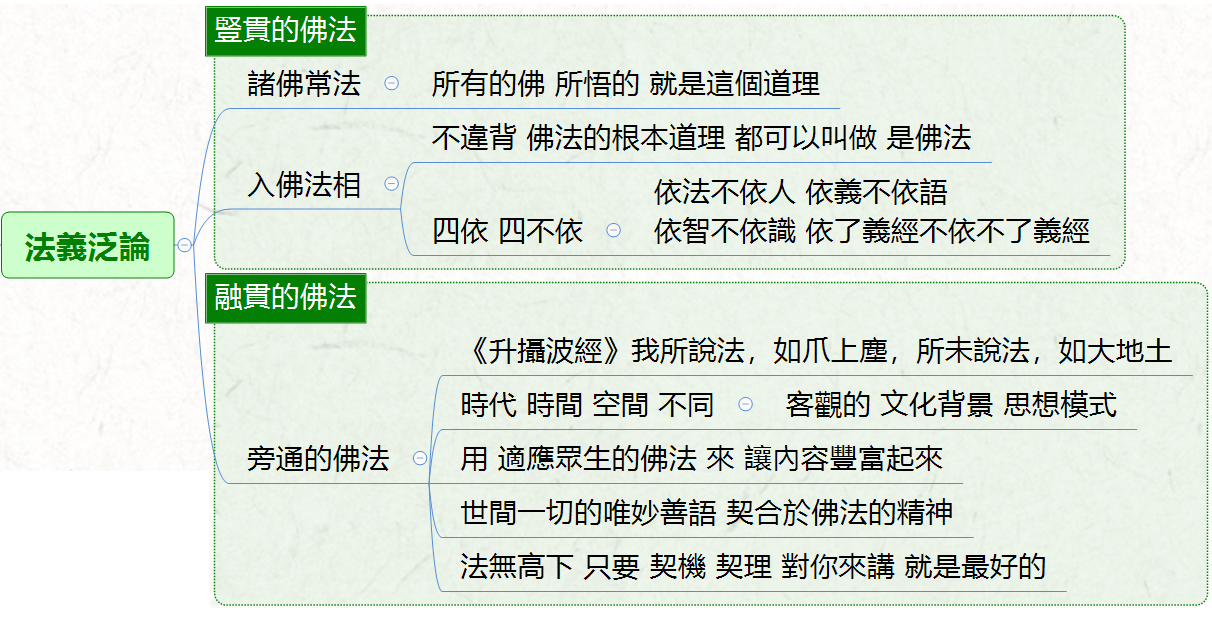 豎貫的佛法
諸佛常法
所有的佛 所悟的 就是這個道理
入佛法相
不違背 佛法的根本道理 都可以叫做 是佛法
四依 四不依
依法不依人 依義不依語
依智不依識 依了義經不依不了義經
法義泛論
融貫的佛法
旁通的佛法
《升攝波經》我所說法，如爪上塵，所未說法，如大地土
時代 時間 空間 不同
客觀的 文化背景 思想模式
用 適應眾生的佛法 來 讓內容豐富起來
世間一切的唯妙善語 契合於佛法的精神
法無高下 只要 契機 契理 對你來講 就是最好的